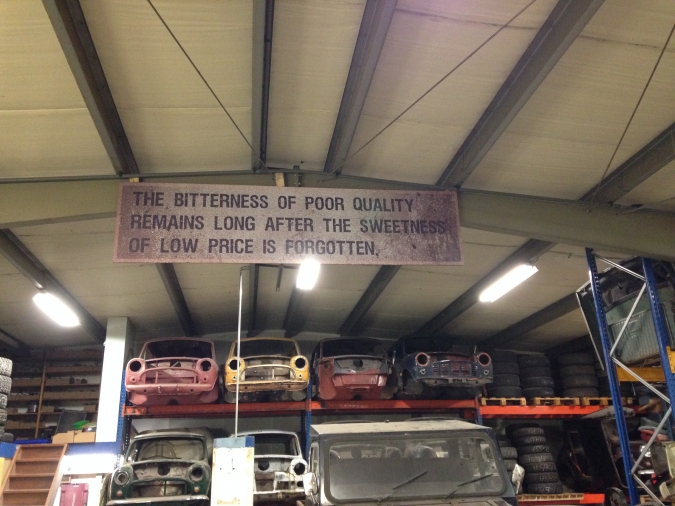 THE BITTERNESS OF POOR QUALITY
REMAINS LONG AFTER THE SWEETNESS
OF LOW PRICE IS FORGOTTEN.